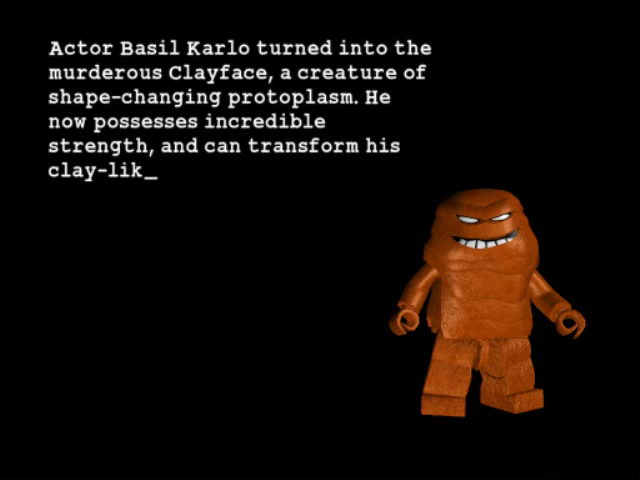 Actor Basil Karlo turned into the
murderous Clayface, a creature of
shape-changing protoplasm. He
now possesses incredible
strength, and can transform his
clay-lik_